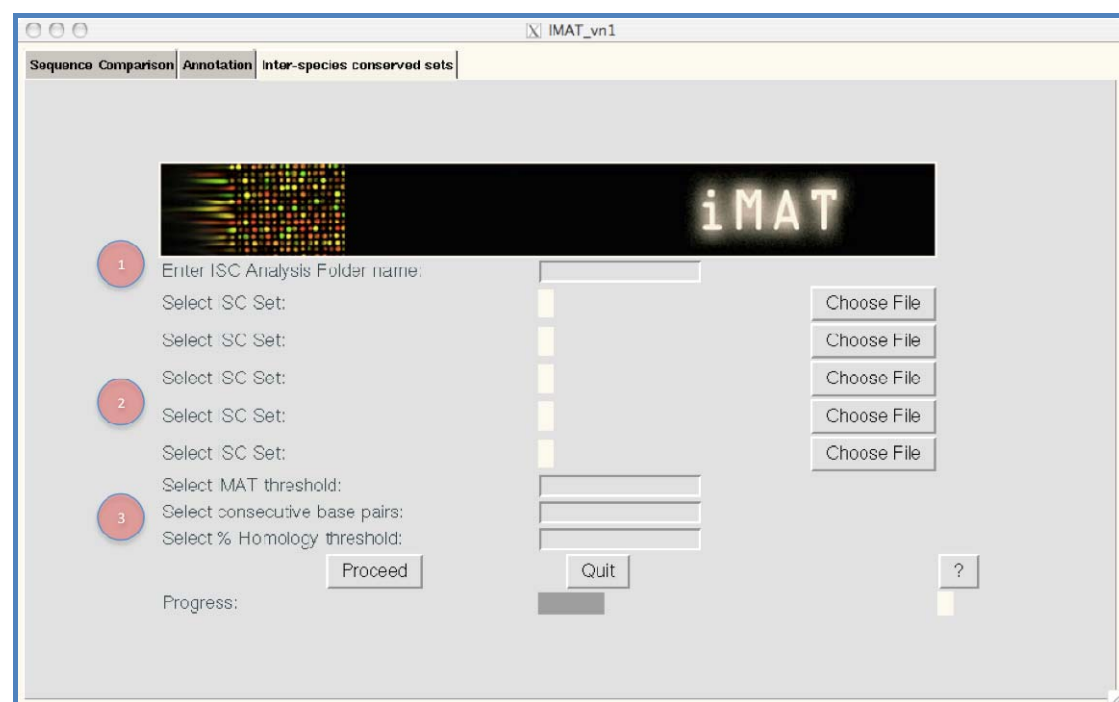 IMAT_vn1
Sequence Comparison Annotation Inter-species conserved sets
iMAT
1
Enter ISC Analysis Folder name:
Select ISC Set: Choose File
Select ISC Set: Choose File
Select ISC Set: Choose File
2
Select ISC Set: Choose File
Select ISC Set: Choose File
Select MAT threshold:
3
Select consecutive base pairs:
Select % Homology threshold:
Proceed Quit ?
Progress: